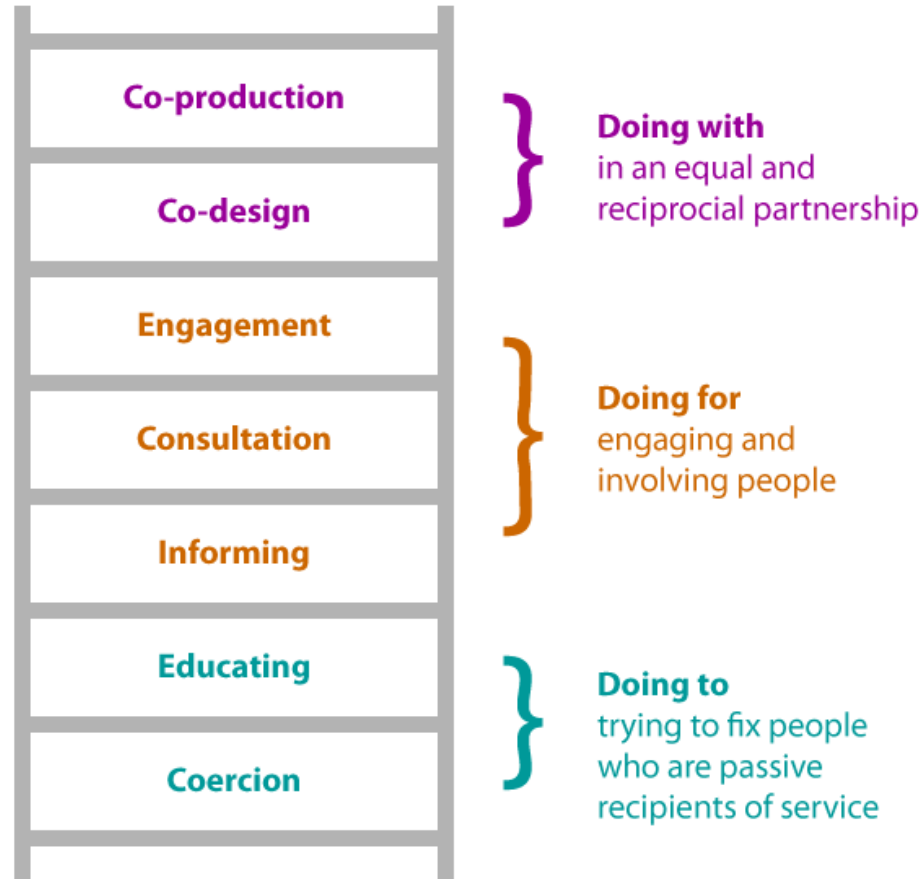 Co-production
Co-design
Doing with
in an equal and
reciprocial partnership
Engagement
Consultation
Informing
Doing for
engaging and
involving people
Educating
Coercion
Doing to
trying to fix people
who are passive
recipients of service